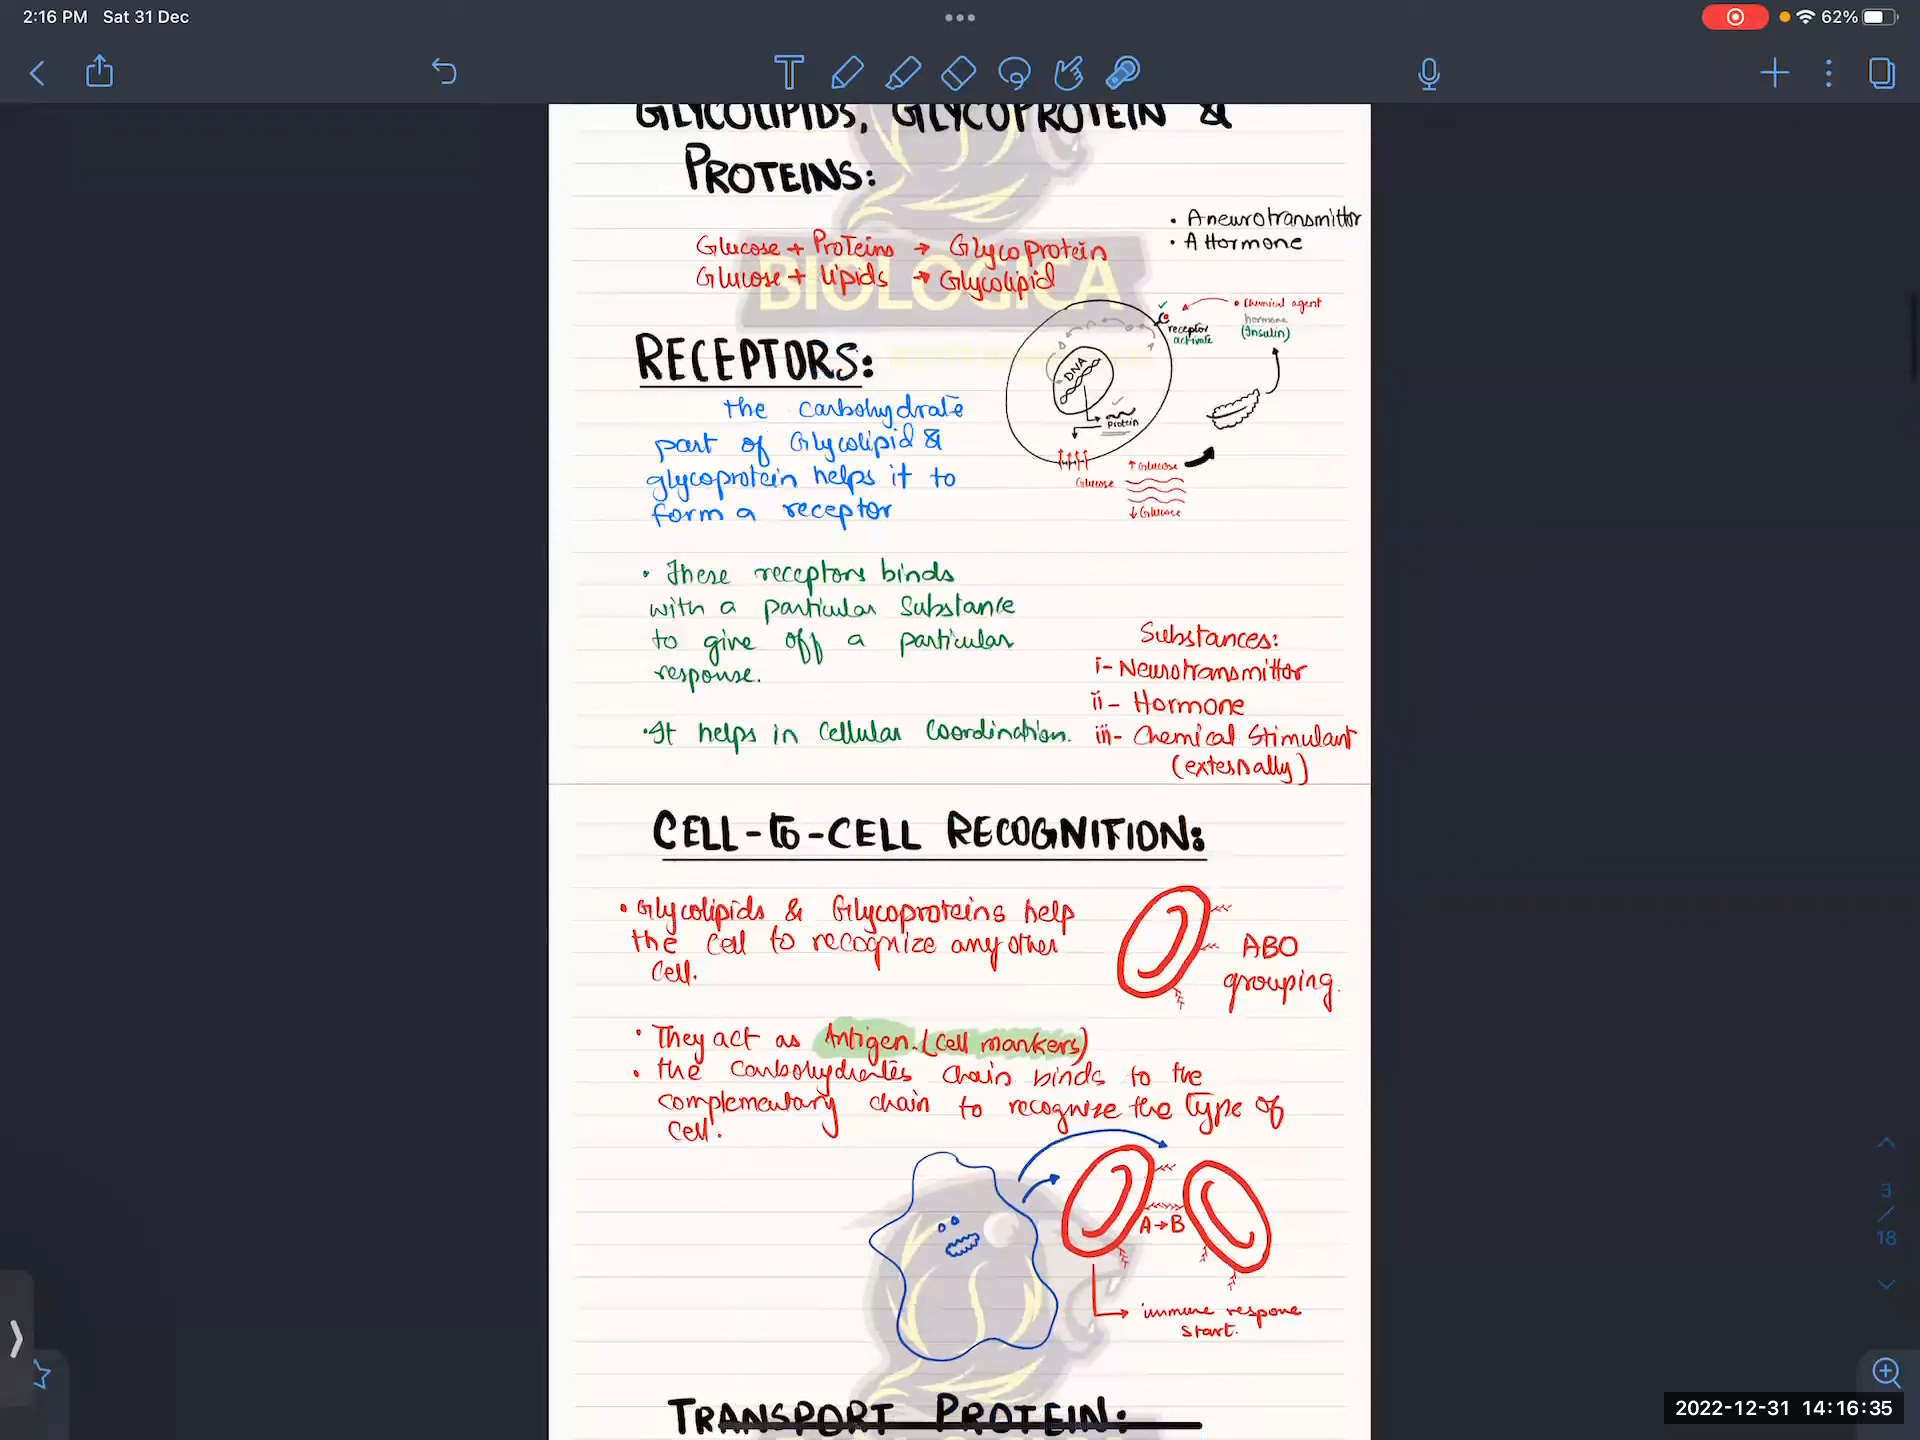 2:16 PM Sat 31 Dec
62%
GLYCOLIPIDS, GLYCOPROTEIN &
PROTEINS:
• A neurotransmittor
• A Hormone
Glucose + Proteins → Glycoprotein
Glucose + lipids → Glycolipid
BIOLOGICA
RECEPTORS:
the carbohydrate
part of Glycolipid &
glycoprotein helps it to
form a receptor
• Chemical agent
hormone
(Insulin)
receptor
activate
DNA
protein
↑ Glucose
Glucose
↓ Glucose
• These receptors binds
with a particular Substance
to give off a particular
response.
• It helps in Cellular Coordination.
Substances:
i- Neurotransmittor
ii- Hormone
iii- Chemical Stimulant
(externally)
CELL-to-CELL RECOGNITION:
• Glycolipids & Glycoproteins help
the Cell to recognize any other
Cell.
ABO
grouping.
• They act as Antigen. (Cell markers)
• the Carbohydrates chain binds to the
complementary chain to recognize the type of
Cell.
A→B
immune respone
start.
TRANSPORT PROTEIN:
3
/
18
2022-12-31 14:16:35